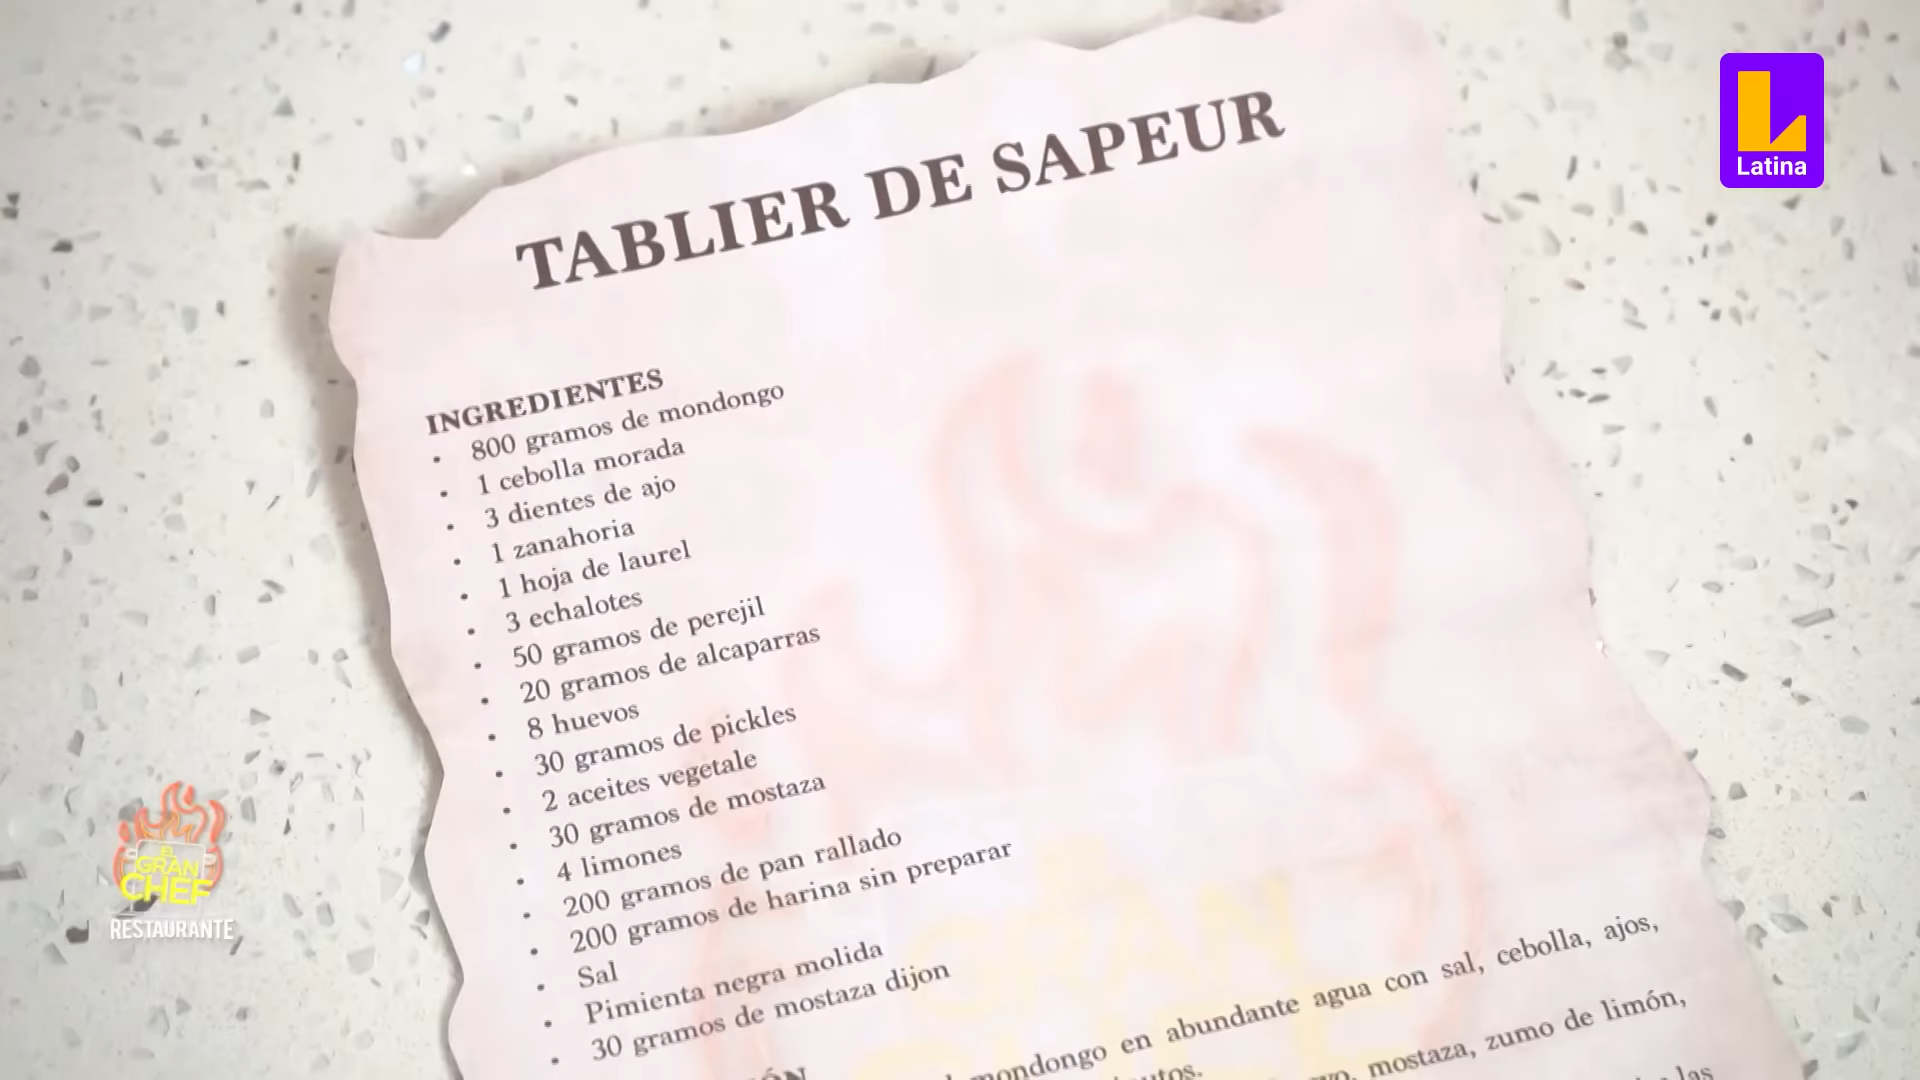 Latina
TABLIER DE SAPEUR
INGREDIENTES
• 800 gramos de mondongo
• 1 cebolla morada
• 3 dientes de ajo
• 1 zanahoria
• 1 hoja de laurel
• 3 echalotes
• 50 gramos de perejil
• 20 gramos de alcaparras
• 8 huevos
• 30 gramos de pickles
• 2 aceites vegetale
• 30 gramos de mostaza
• 4 limones
• 200 gramos de pan rallado
• 200 gramos de harina sin preparar
• Sal
• Pimienta negra molida
• 30 gramos de mostaza dijon
mondongo en abundante agua con sal, cebolla, ajos,
mostaza, zumo de limón,
las
EL
GRAN
CHEF
RESTAURANTE